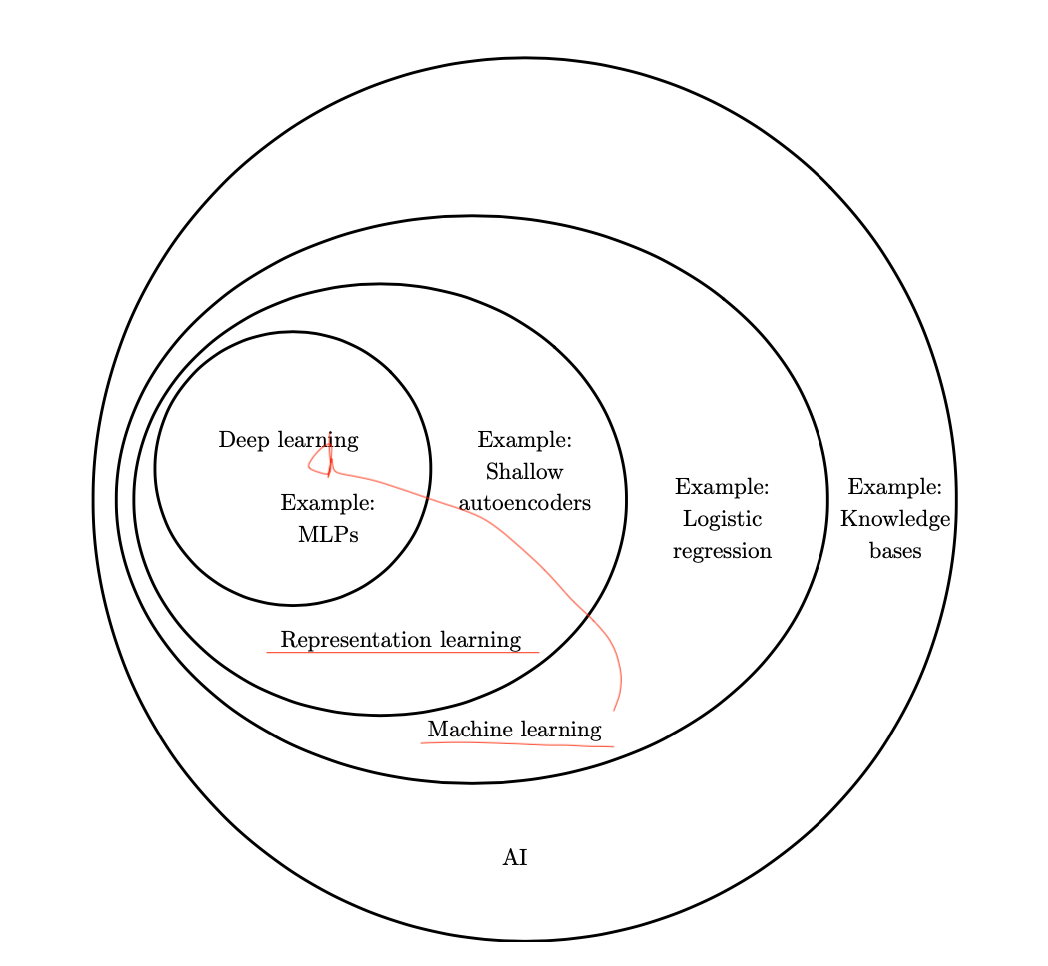 Deep learning
Example:
MLPs
Example:
Shallow
autoencoders
Example:
Logistic
regression
Example:
Knowledge
bases
Representation learning
Machine learning
AI